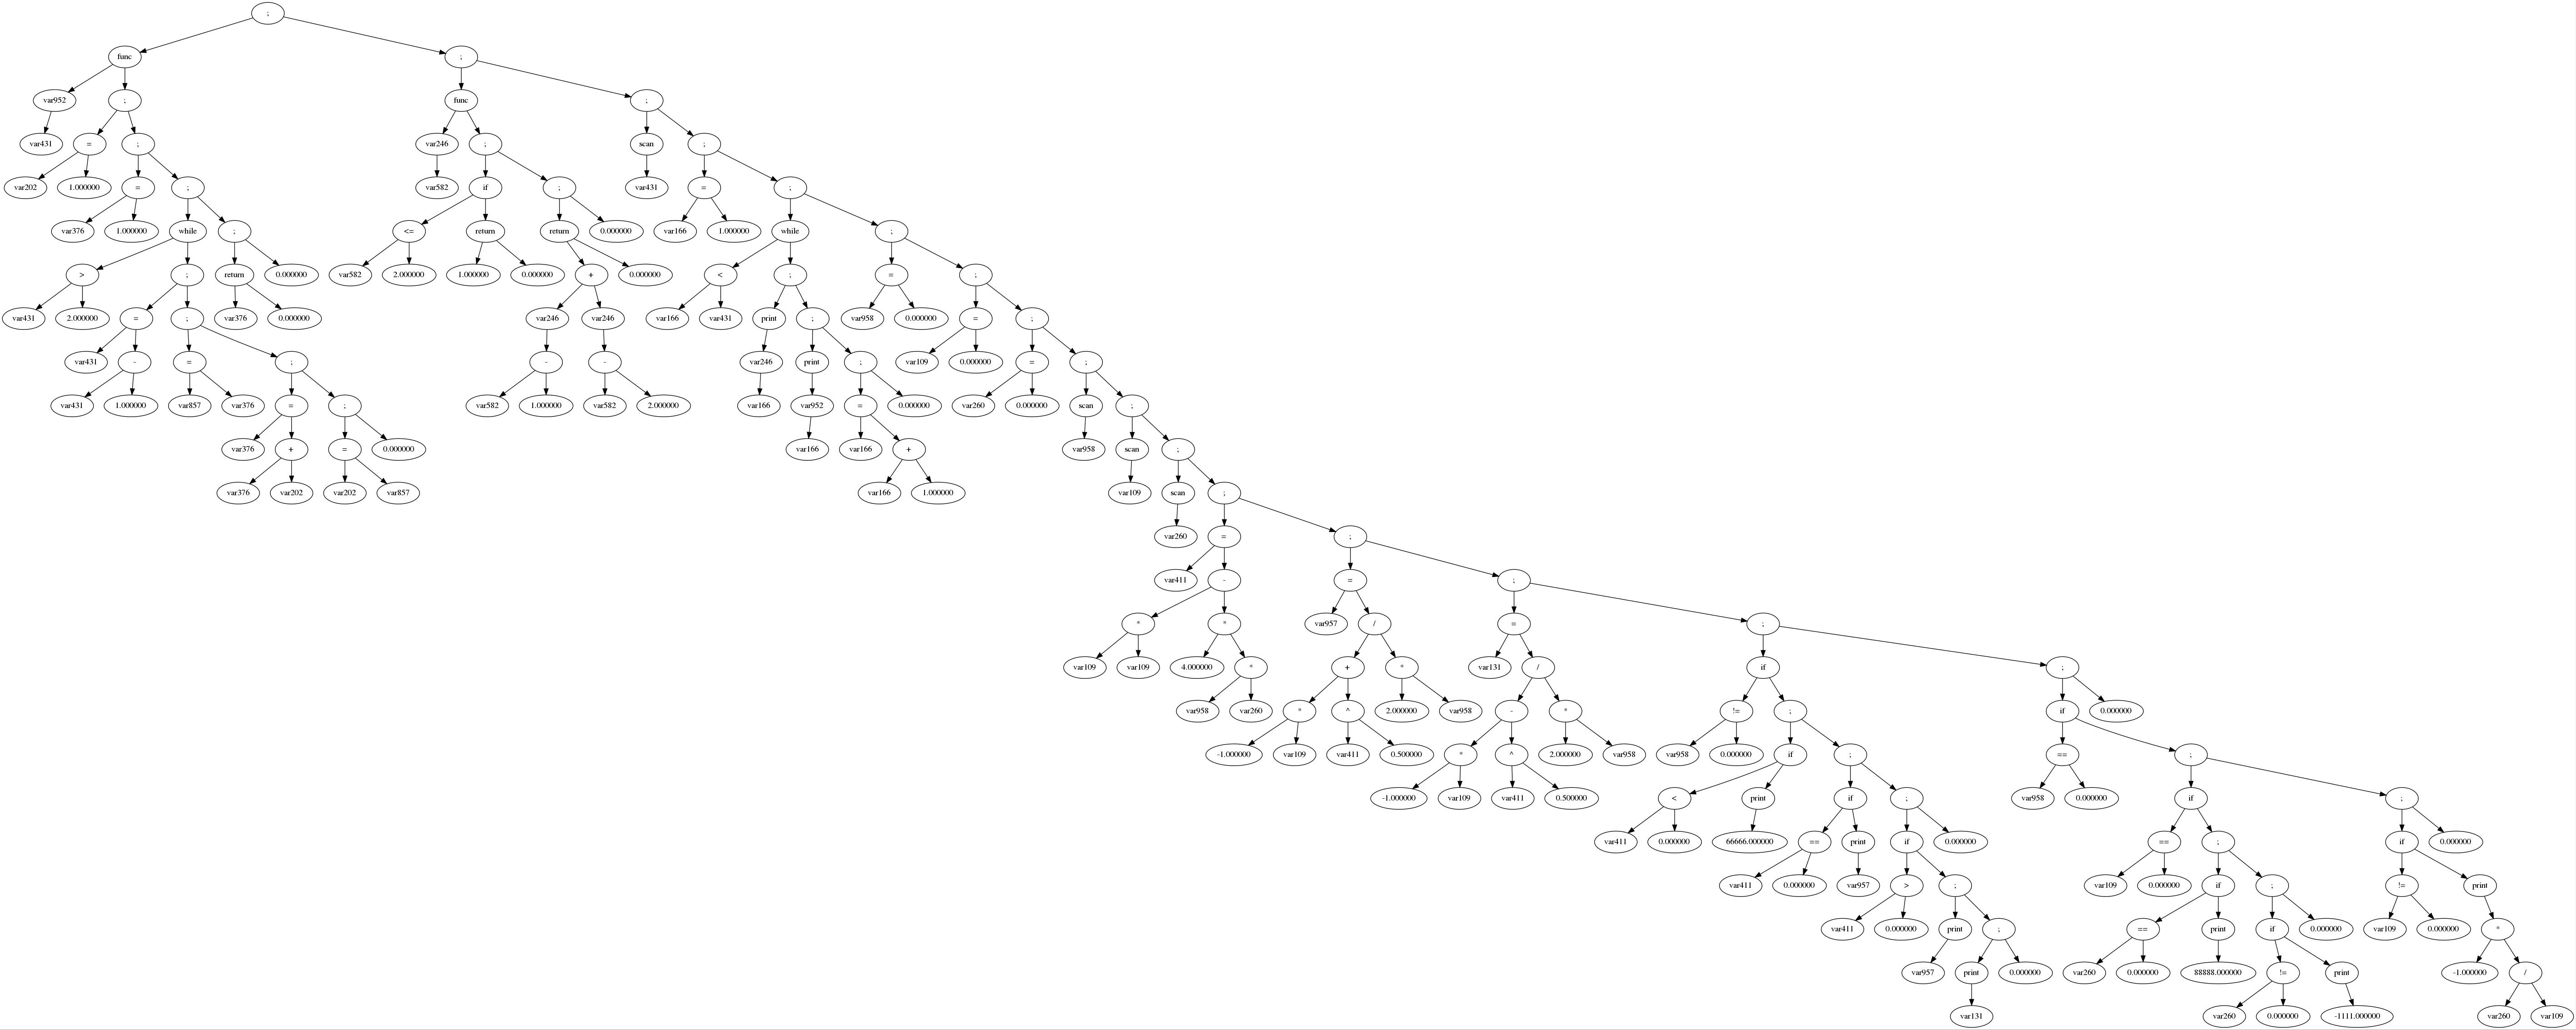 ;
func ;
var952 ; func ;
var431 = ; var246 ; scan ;
var202 1.000000 = ; var582 if ; var431 = ;
var376 1.000000 while ; <= return return 0.000000 var166 1.000000 while ;
> ; return 0.000000 var582 2.000000 1.000000 0.000000 + 0.000000 < ; = ;
var431 2.000000 = ; var376 0.000000 var246 var246 var166 var431 print ; var958 0.000000 = ;
var431 - = ; - - var246 print ; var109 0.000000 = ;
var431 1.000000 var857 var376 = ; var582 1.000000 var582 2.000000 var166 var952 = 0.000000 var260 0.000000 scan ;
var376 + = 0.000000 var166 var166 + var958 scan ;
var376 var202 var202 var857 var166 1.000000 var109 scan ;
var260 = ;
var411 - = ;
* * var957 / = ;
var109 var109 4.000000 * + * var131 / if ;
var958 var260 * ^ 2.000000 var958 - * != ; if 0.000000
-1.000000 var109 var411 0.500000 * ^ 2.000000 var958 var958 0.000000 if ; == ;
-1.000000 var109 var411 0.500000 < print if ; var958 0.000000 if ;
var411 0.000000 66666.000000 == print if 0.000000 == ; if 0.000000
var411 0.000000 var957 > ; var109 0.000000 if ; != print
var411 0.000000 print ; == print if 0.000000 var109 0.000000 *
var957 print 0.000000 var260 0.000000 88888.000000 != print -1.000000 /
var131 var260 0.000000 -1111.000000 var260 var109